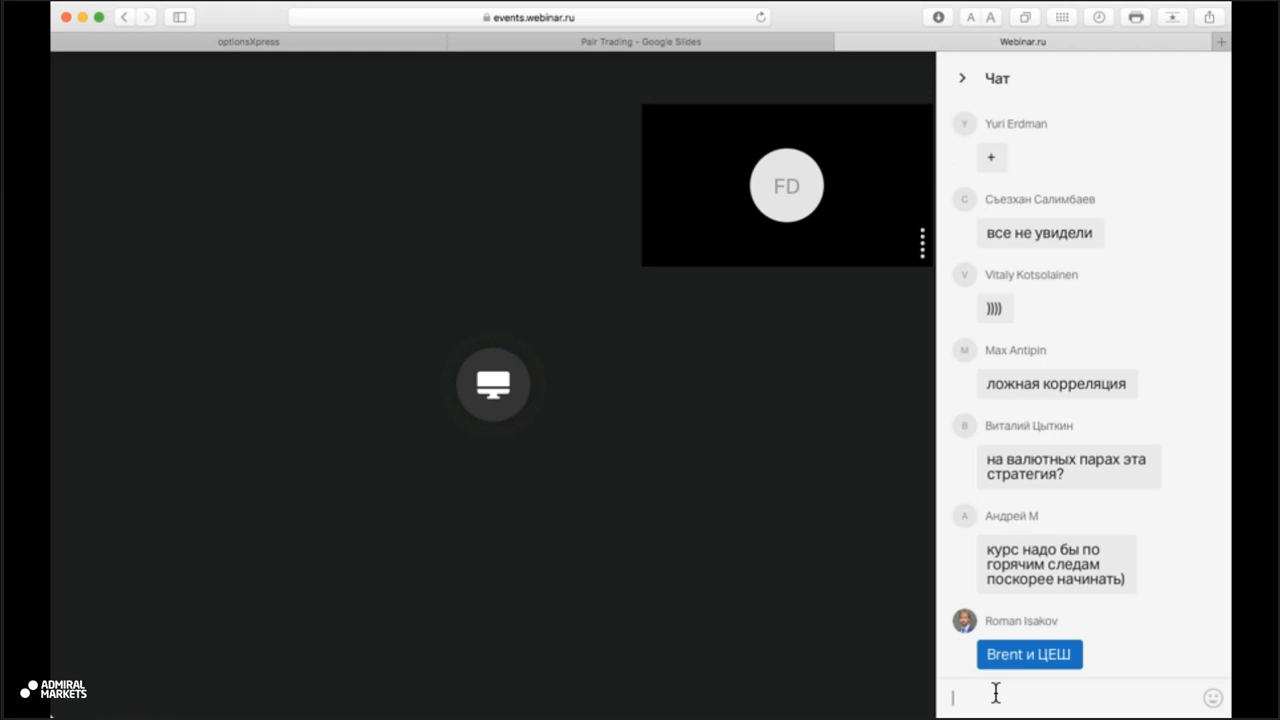 events.webinar.ru
A A
optionsXpress
Pair Trading - Google Slides
Webinar.ru
Чат
FD
Y
Yuri Erdman
+
С
Съезхан Салимбаев
все не увидели
V
Vitaly Kotsolainen
))))
M
Max Antipin
ложная корреляция
В
Виталий Цыткин
на валютных парах эта
стратегия?
А
Андрей М
курс надо бы по
горячим следам
поскорее начинать)
Roman Isakov
Brent и ЦЕШ
ADMIRAL
MARKETS